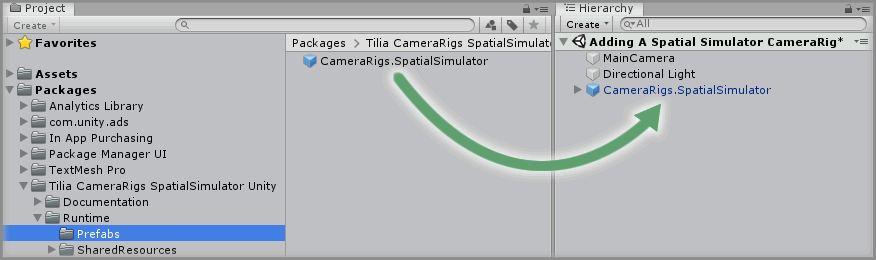 Project
Create
Favorites
Assets
Packages
Analytics Library
com.unity.ads
In App Purchasing
Package Manager UI
TextMesh Pro
Tilia CameraRigs SpatialSimulator Unity
Documentation
Runtime
Prefabs
SharedResources
Packages > Tilia CameraRigs SpatialSimulato
CameraRigs.SpatialSimulator
Hierarchy
Create All
Adding A Spatial Simulator CameraRig*
MainCamera
Directional Light
CameraRigs.SpatialSimulator